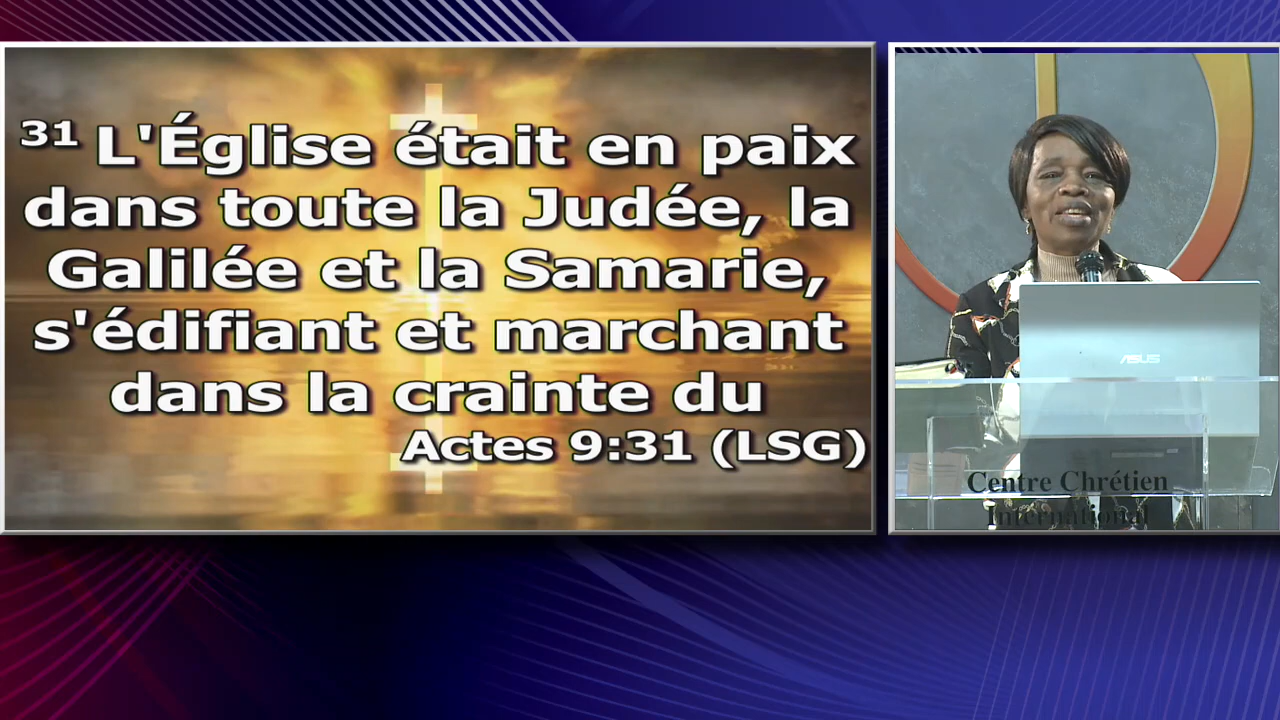 31 L'Église était en paix
dans toute la Judée, la
Galilée et la Samarie,
s'édifiant et marchant
dans la crainte du
Actes 9:31 (LSG)
ASUS
Centre Chrétien
International